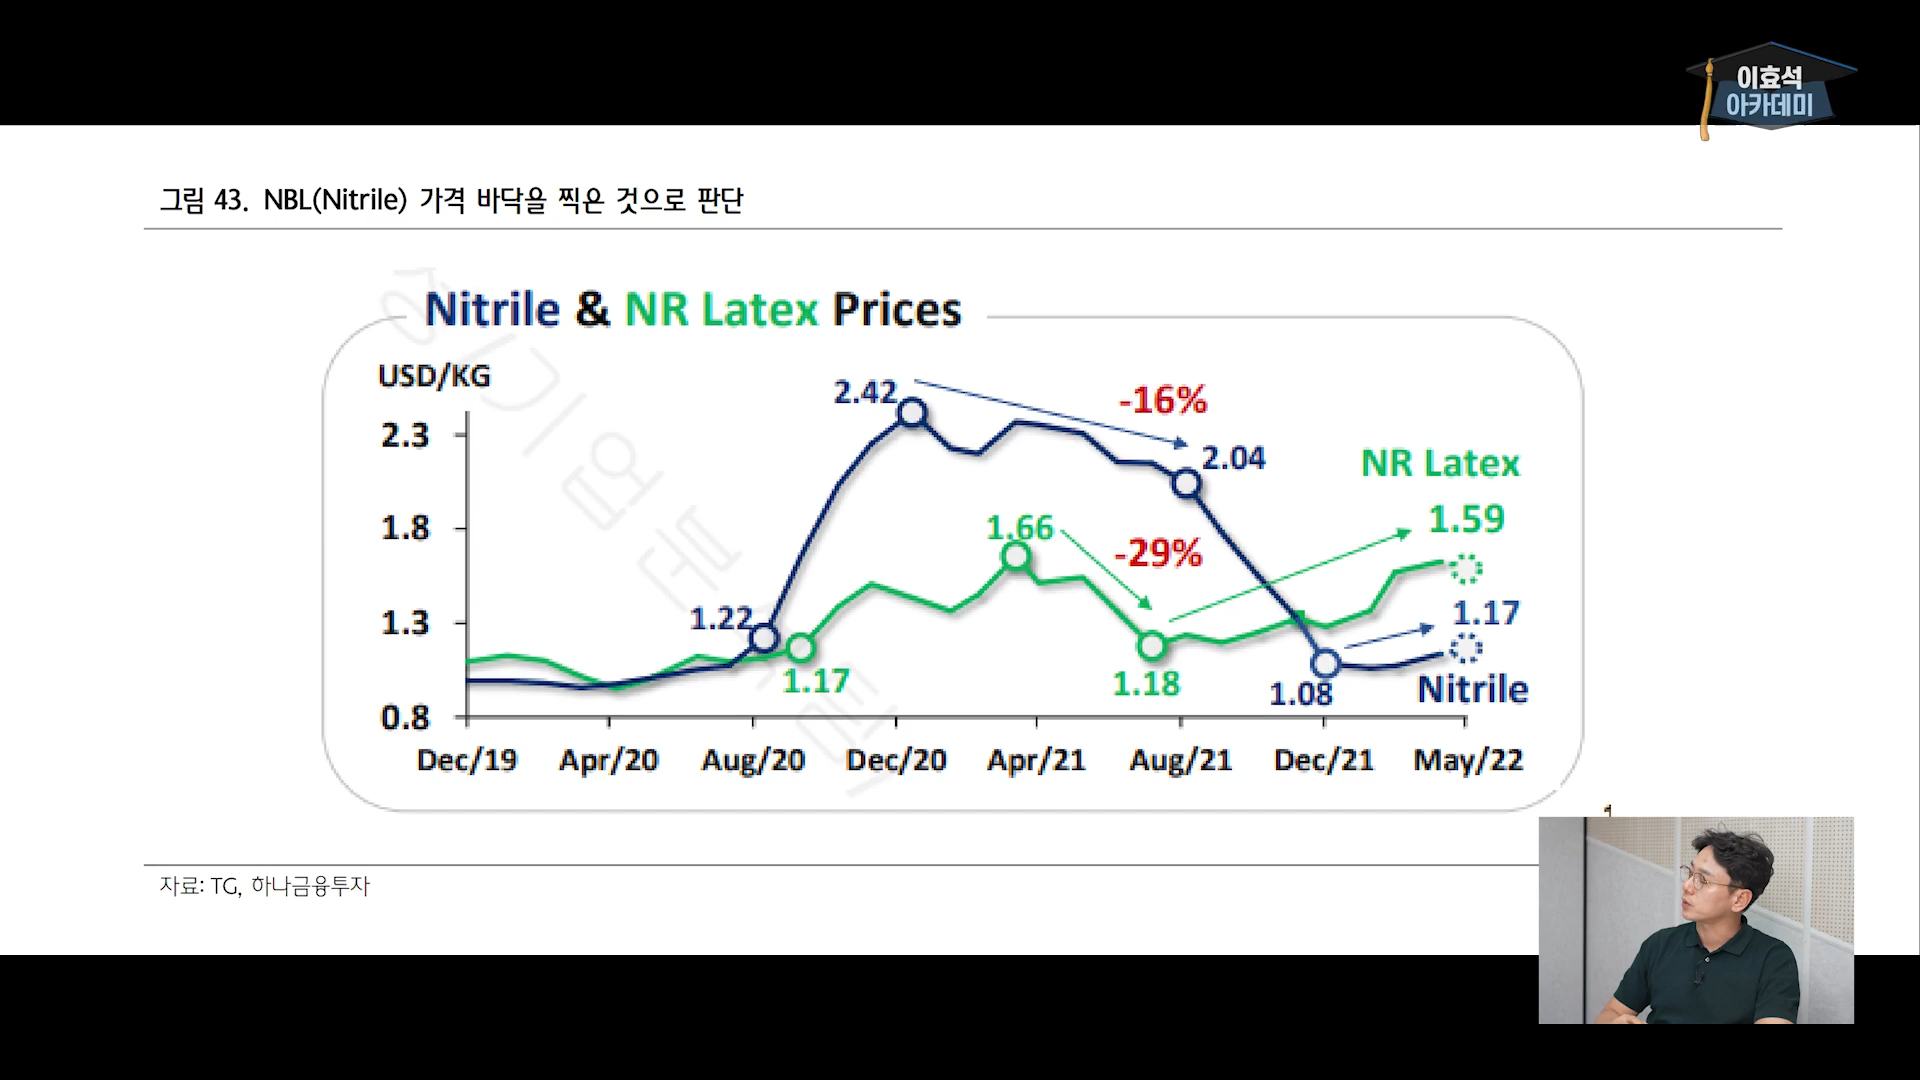 이효석
아카데미
그림 43. NBL(Nitrile) 가격 바닥을 찍은 것으로 판단
Nitrile & NR Latex Prices
USD/KG
2.3
1.8
1.3
0.8
2.42
-16%
2.04
NR Latex
1.59
1.66
-29%
1.22
1.17
1.18
1.17
1.08
Nitrile
Dec/19 Apr/20 Aug/20 Dec/20 Apr/21 Aug/21 Dec/21 May/22
자료: TG, 하나금융투자